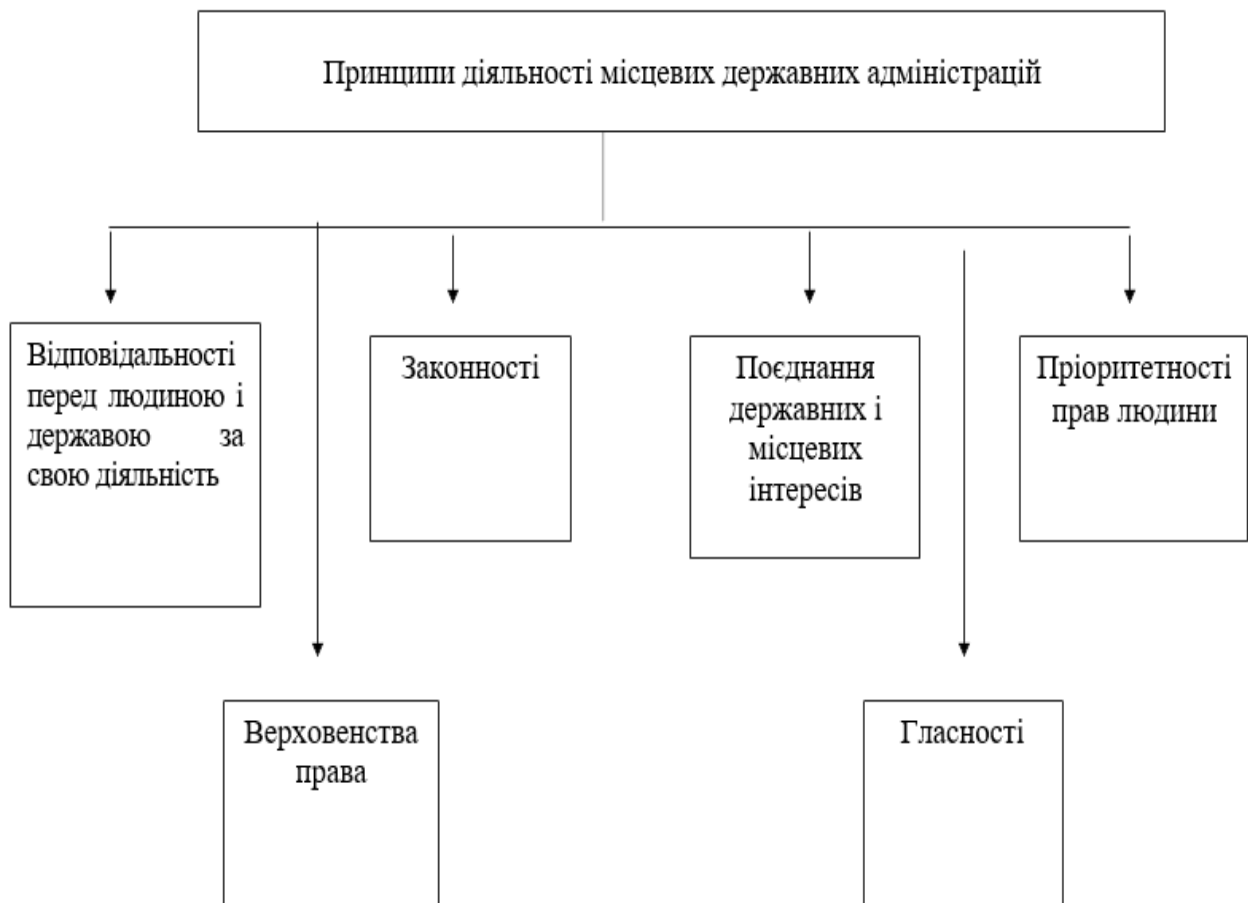 Принципи діяльності місцевих державних адміністрацій
Відповідальності
перед людиною і
державою за
свою діяльність
Законності
Поєднання
державних і
місцевих
інтересів
Пріоритетності
прав людини
Верховенства
права
Гласності